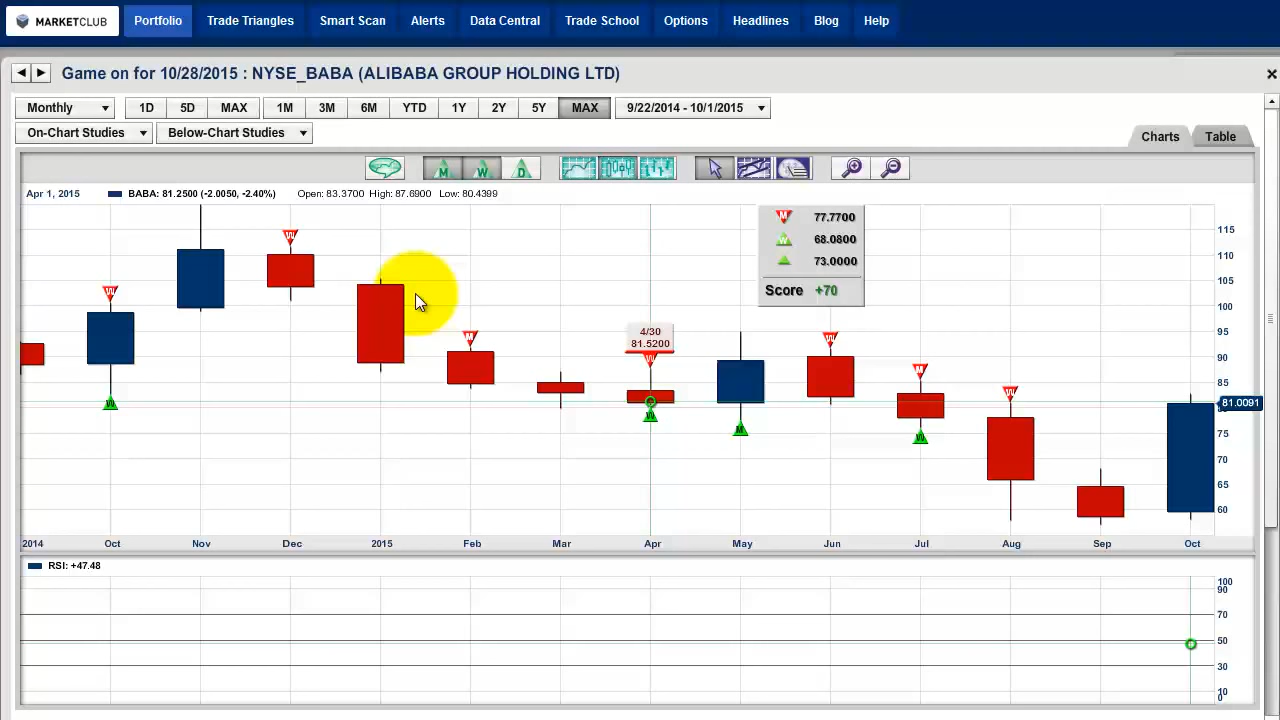 MARKETCLUB Portfolio Trade Triangles Smart Scan Alerts Data Central Trade School Options Headlines Blog Help
Game on for 10/28/2015 : NYSE_BABA (ALIBABA GROUP HOLDING LTD)
Monthly 1D 5D MAX 1M 3M 6M YTD 1Y 2Y 5Y MAX 9/22/2014 - 10/1/2015
On-Chart Studies Below-Chart Studies Charts Table
M W D
Apr 1, 2015 BABA: 81.2500 (-2.0050, -2.40%) Open: 83.3700 High: 87.6900 Low: 80.4399
M 77.7700
W 68.0800
73.0000
Score +70
115
110
105
100
95
90
85
75
70
65
60
W
W
W
M
4/30
81.5200
W
W
M
W
M
W
W
81.0091
2014 Oct Nov Dec 2015 Feb Mar Apr May Jun Jul Aug Sep Oct
RSI: +47.48
100
90
70
50
30
10
0